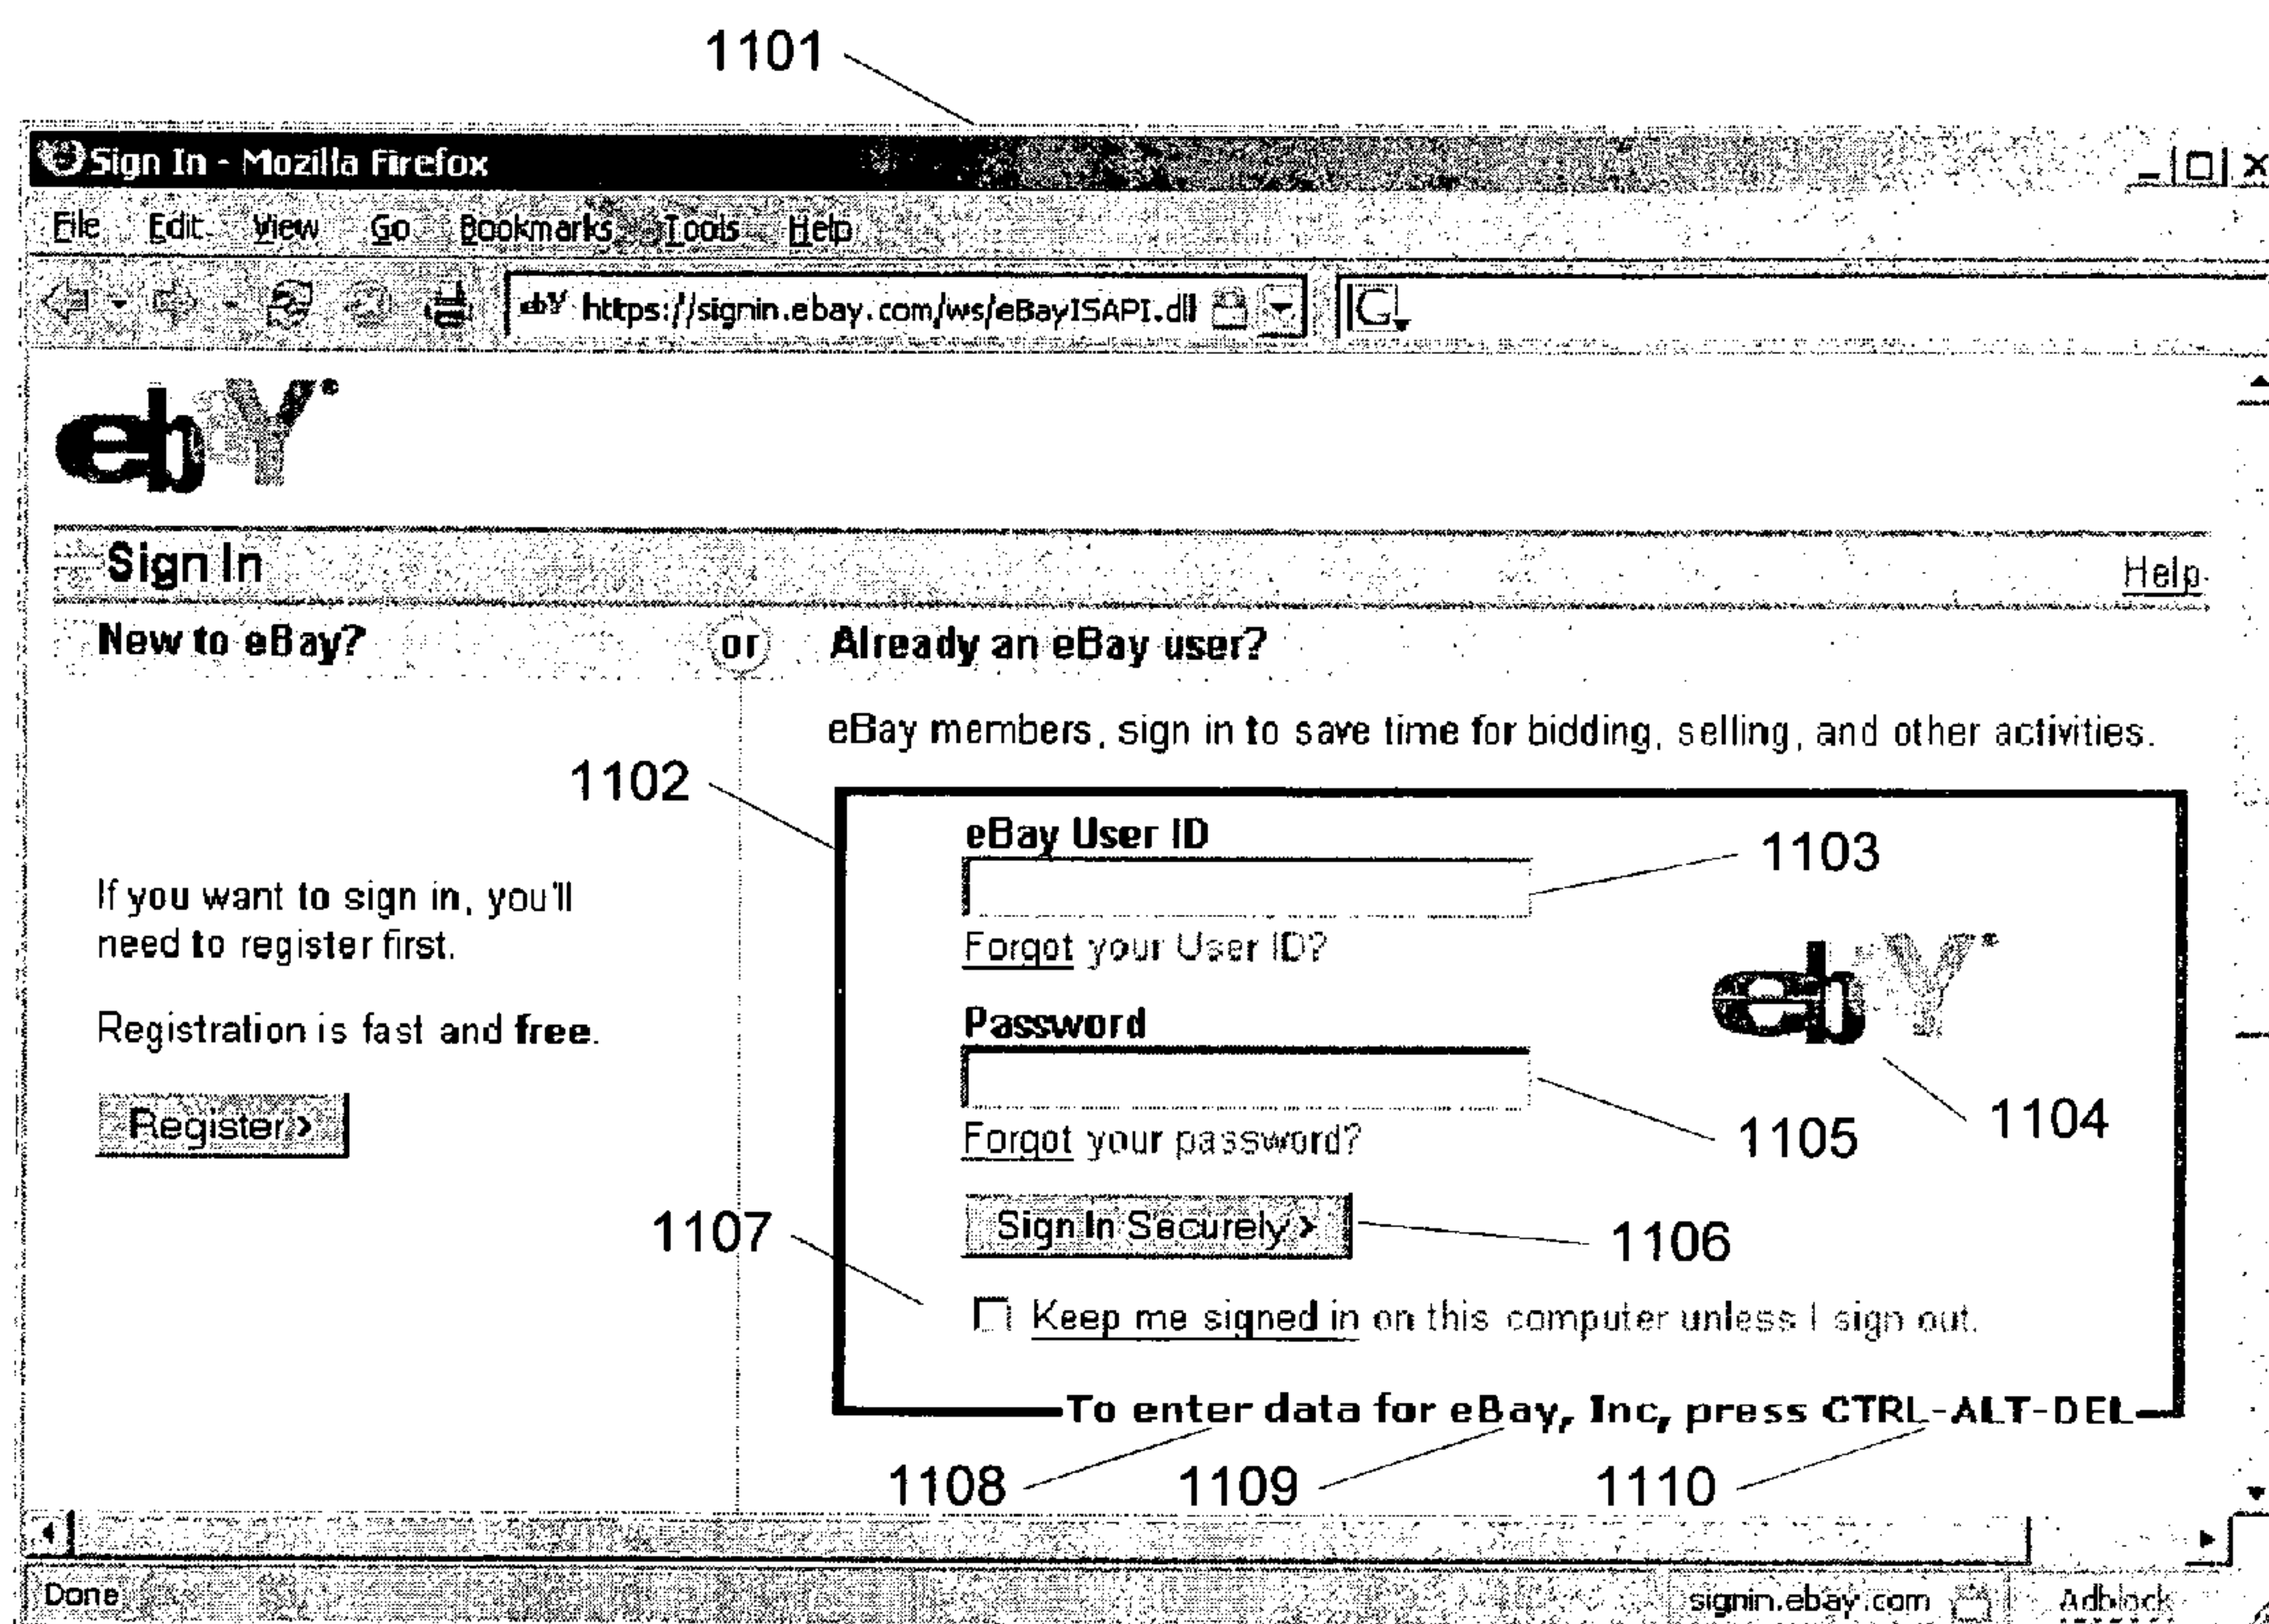 1101
Sign In - Mozilla Firefox
File Edit View Go Bookmarks Tools Help
ebY https://signin.ebay.com/ws/eBayISAPI.dll G
ebY®
Sign In Help
New to eBay? or Already an eBay user?
eBay members, sign in to save time for bidding, selling, and other activities.
1102
eBay User ID
1103
If you want to sign in, you'll
need to register first.
Forgot your User ID?
ebY®
Registration is fast and free.
Password
Register >
Forgot your password?
1105
1104
1107
Sign In Securely >
1106
Keep me signed in on this computer unless I sign out.
To enter data for eBay, Inc, press CTRL-ALT-DEL
1108 1109 1110
Done signin.ebay.com Adblock